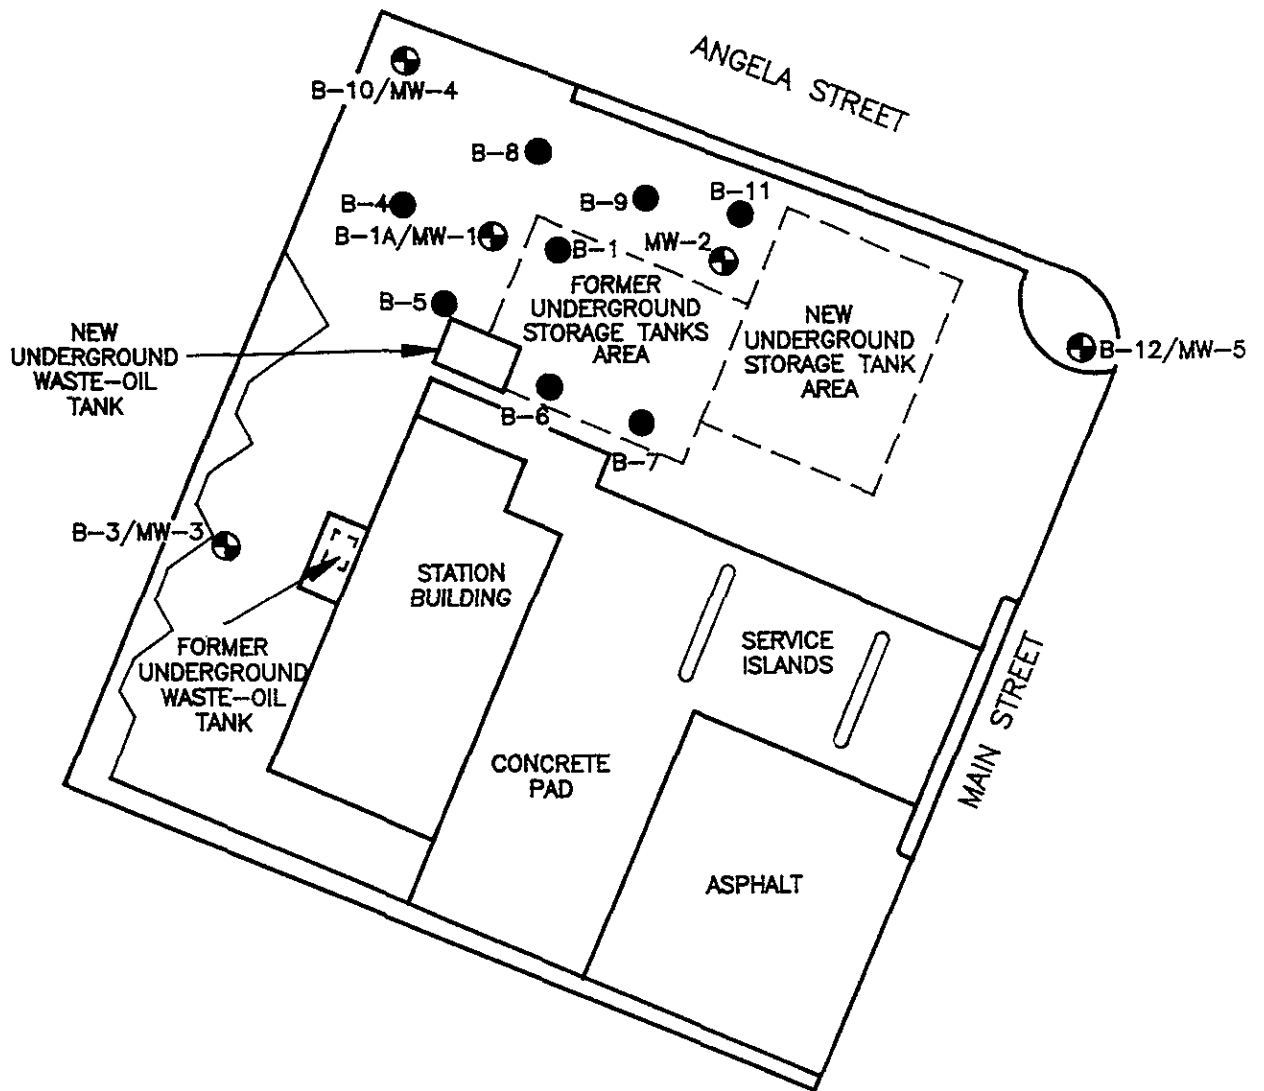 ANGELA STREET
B-10/MW-4
B-8
B-4
B-9
B-11
B-1A/MW-1
B-1
MW-2
FORMER
UNDERGROUND
STORAGE TANKS
AREA
B-5
NEW
UNDERGROUND
WASTE-OIL
TANK
NEW
UNDERGROUND
STORAGE TANK
AREA
B-12/MW-5
B-6
B-7
B-3/MW-3
STATION
BUILDING
FORMER
UNDERGROUND
WASTE-OIL
TANK
SERVICE
ISLANDS
MAIN STREET
CONCRETE
PAD
ASPHALT